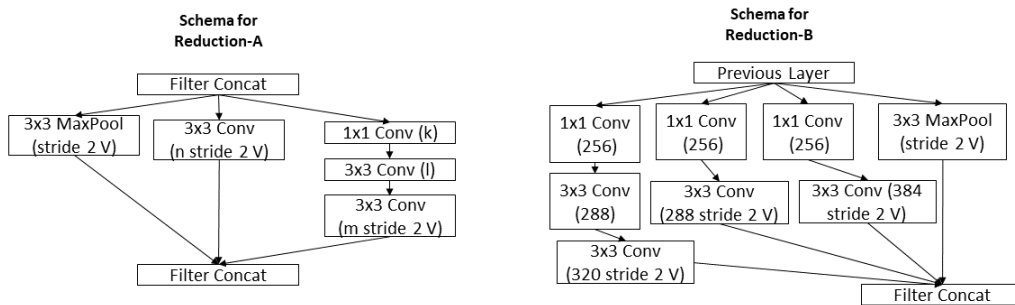 Schema for
Reduction-A
Filter Concat
3x3 MaxPool
(stride 2 V)
3x3 Conv
(n stride 2 V)
1x1 Conv (k)
3x3 Conv (l)
3x3 Conv
(m stride 2 V)
Filter Concat
Schema for
Reduction-B
Previous Layer
1x1 Conv
(256)
1x1 Conv
(256)
1x1 Conv
(256)
3x3 MaxPool
(stride 2 V)
3x3 Conv
(288)
3x3 Conv
(288 stride 2 V)
3x3 Conv (384
stride 2 V)
3x3 Conv
(320 stride 2 V)
Filter Concat